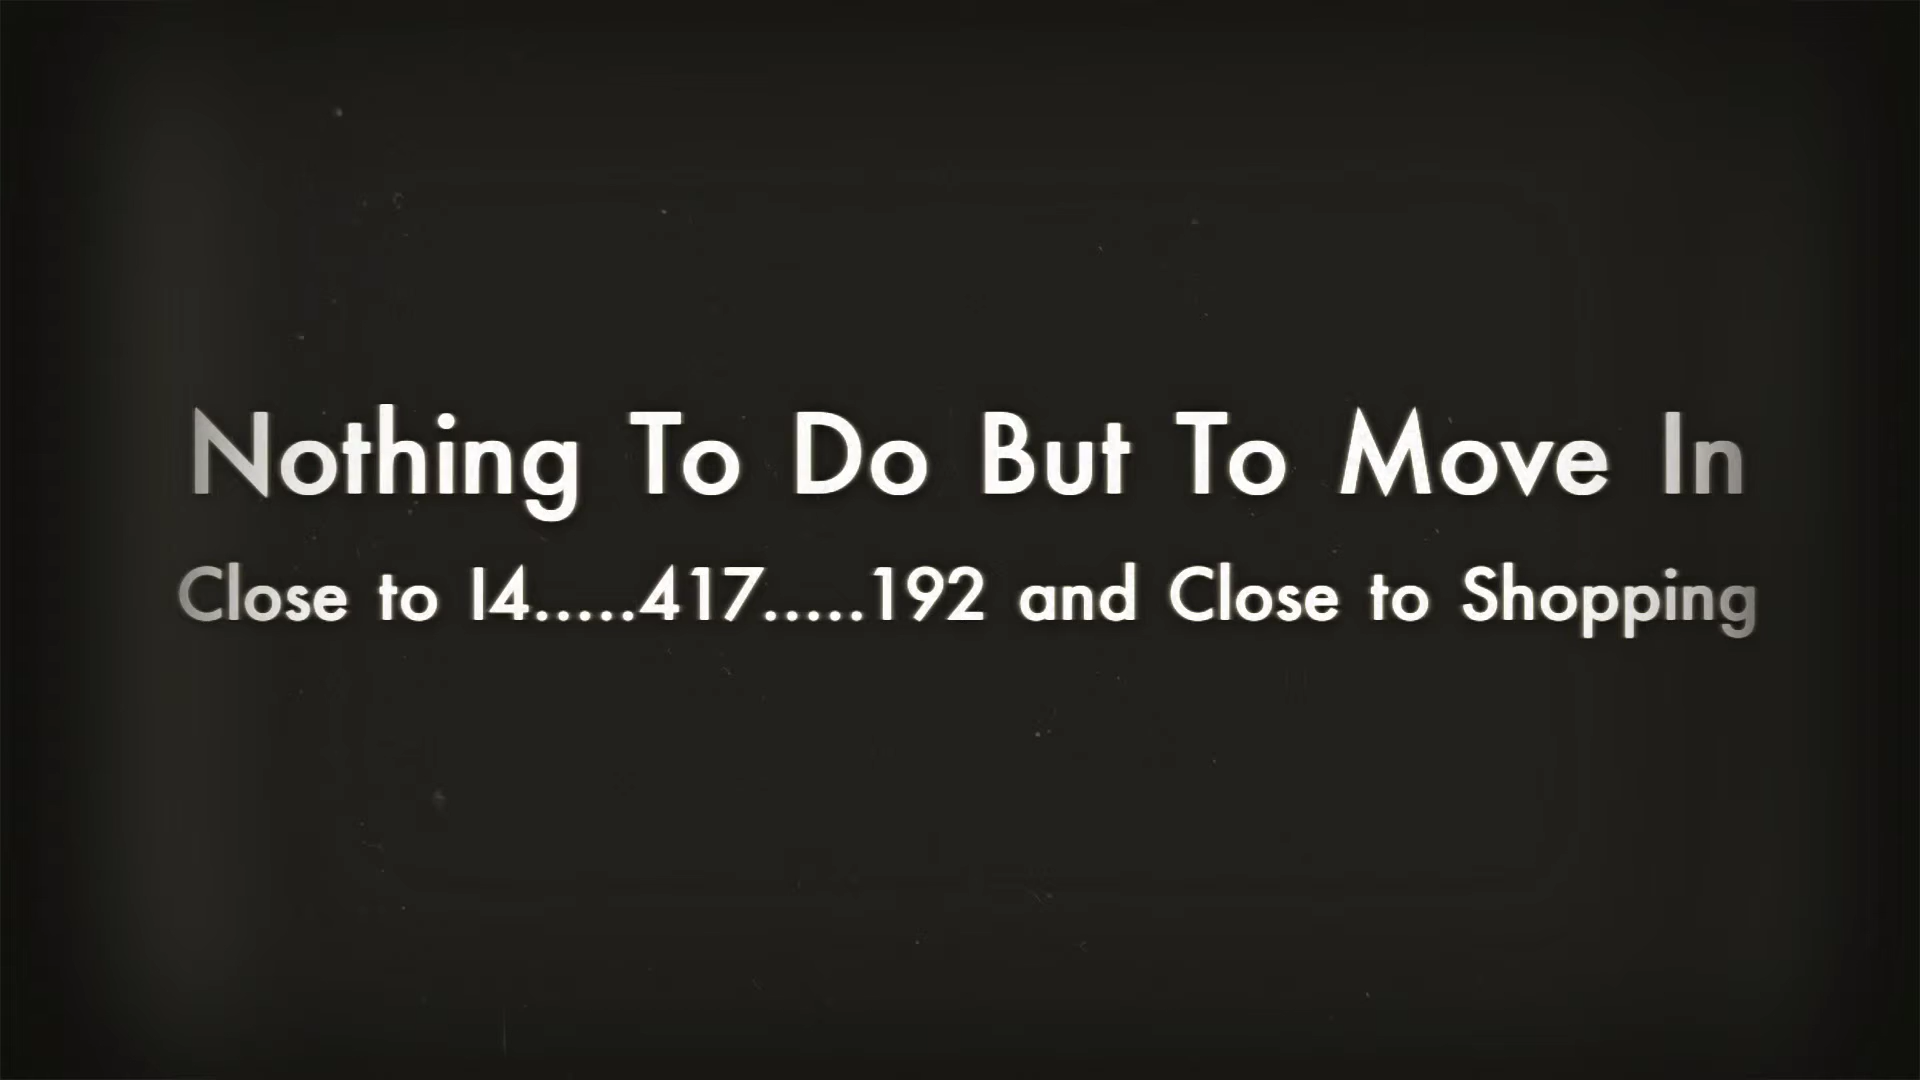 Nothing To Do But To Move In
Close to I4.....417.....192 and Close to Shopping